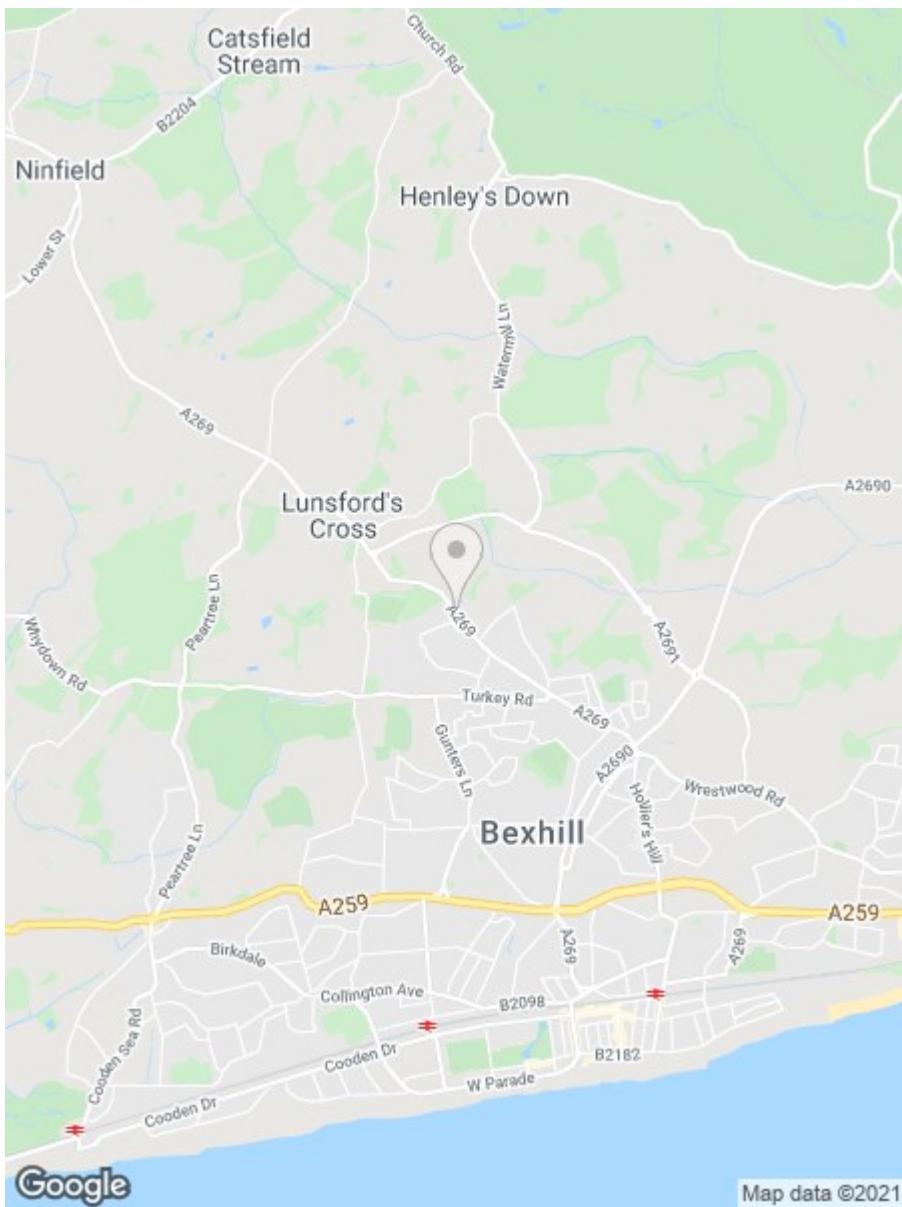 Catsfield
Stream
Church Rd
B2204
Ninfield
Henley's Down
Lower St
Watermill Ln
A269
A2690
Lunsford's
Cross
Peartree Ln
A269
A2691
Whydown Rd
Turkey Rd
A269
Gunters Ln
A2690
Wrestwood Rd
Hollier's Hill
Bexhill
Peartree Ln
A259
A259
Birkdale
A269
A269
Collington Ave
B2098
Cooden Sea Rd
Cooden Dr
B2182
W Parade
Cooden Dr
Google
Map data ©2021